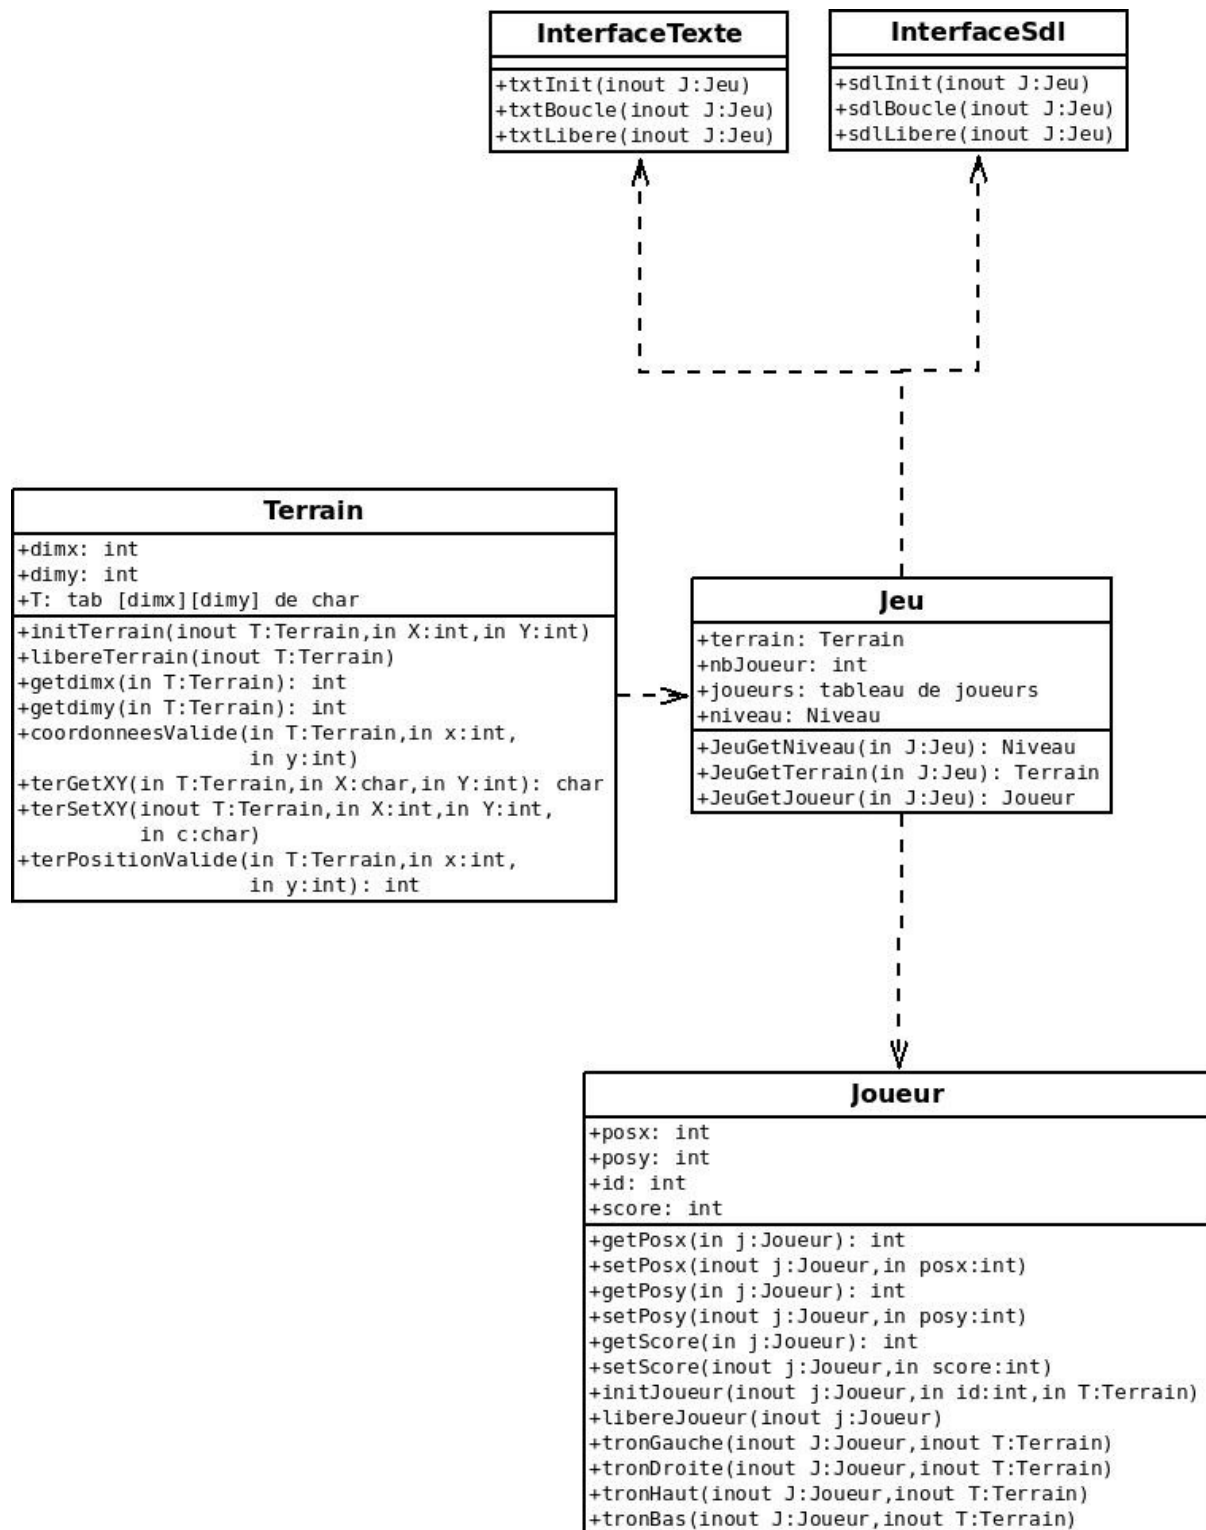 InterfaceTexte
+txtInit(inout J:Jeu)
+txtBoucle(inout J:Jeu)
+txtLibere(inout J:Jeu)
InterfaceSdl
+sdlInit(inout J:Jeu)
+sdlBoucle(inout J:Jeu)
+sdlLibere(inout J:Jeu)
Terrain
+dimx: int
+dimy: int
+T: tab [dimx][dimy] de char
+initTerrain(inout T:Terrain,in X:int,in Y:int)
+libereTerrain(inout T:Terrain)
+getdimx(in T:Terrain): int
+getdimy(in T:Terrain): int
+coordonneesValide(in T:Terrain,in x:int,
in y:int)
+terGetXY(in T:Terrain,in X:char,in Y:int): char
+terSetXY(inout T:Terrain,in X:int,in Y:int,
in c:char)
+terPositionValide(in T:Terrain,in x:int,
in y:int): int
Jeu
+terrain: Terrain
+nbJoueur: int
+joueurs: tableau de joueurs
+niveau: Niveau
+JeuGetNiveau(in J:Jeu): Niveau
+JeuGetTerrain(in J:Jeu): Terrain
+JeuGetJoueur(in J:Jeu): Joueur
Joueur
+posx: int
+posy: int
+id: int
+score: int
+getPosx(in j:Joueur): int
+setPosx(inout j:Joueur,in posx:int)
+getPosy(in j:Joueur): int
+setPosy(inout j:Joueur,in posy:int)
+getScore(in j:Joueur): int
+setScore(inout j:Joueur,in score:int)
+initJoueur(inout j:Joueur,in id:int,in T:Terrain)
+libereJoueur(inout j:Joueur)
+tronGauche(inout J:Joueur,inout T:Terrain)
+tronDroite(inout J:Joueur,inout T:Terrain)
+tronHaut(inout J:Joueur,inout T:Terrain)
+tronBas(inout J:Joueur,inout T:Terrain)